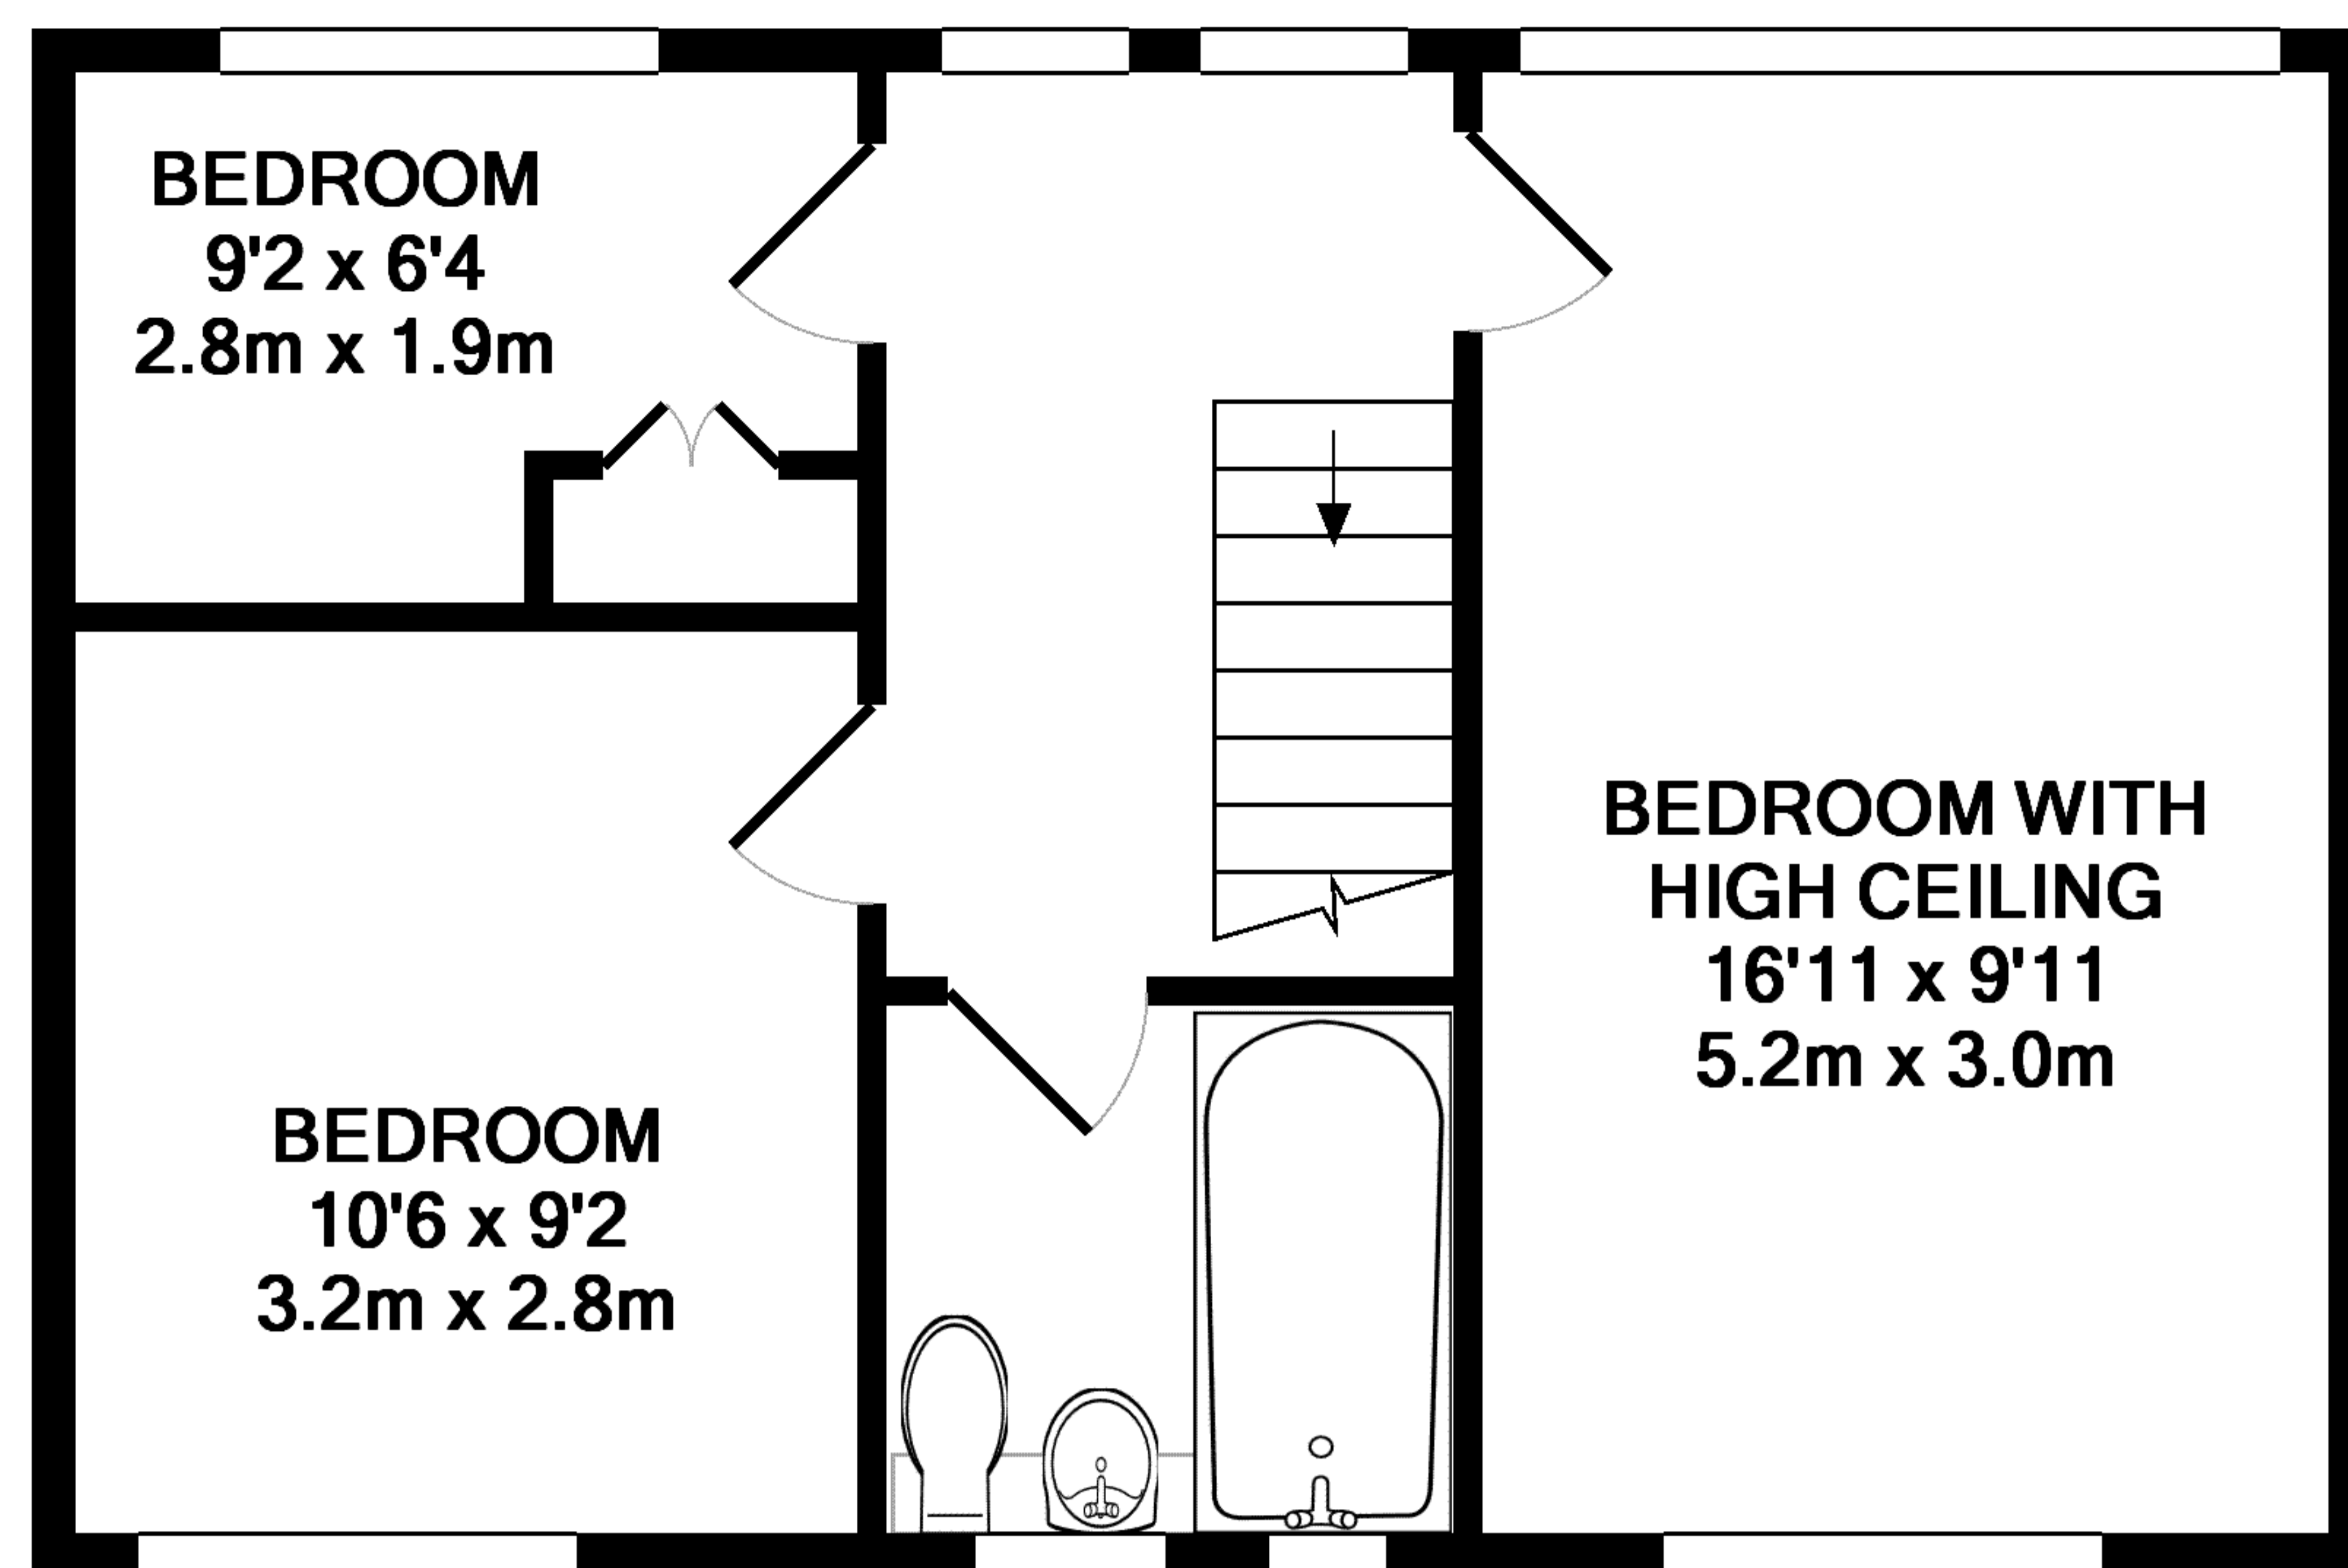 BEDROOM
9'2 x 6'4
2.8m x 1.9m
BEDROOM WITH
HIGH CEILING
16'11 x 9'11
5.2m x 3.0m
BEDROOM
10'6 x 9'2
3.2m x 2.8m